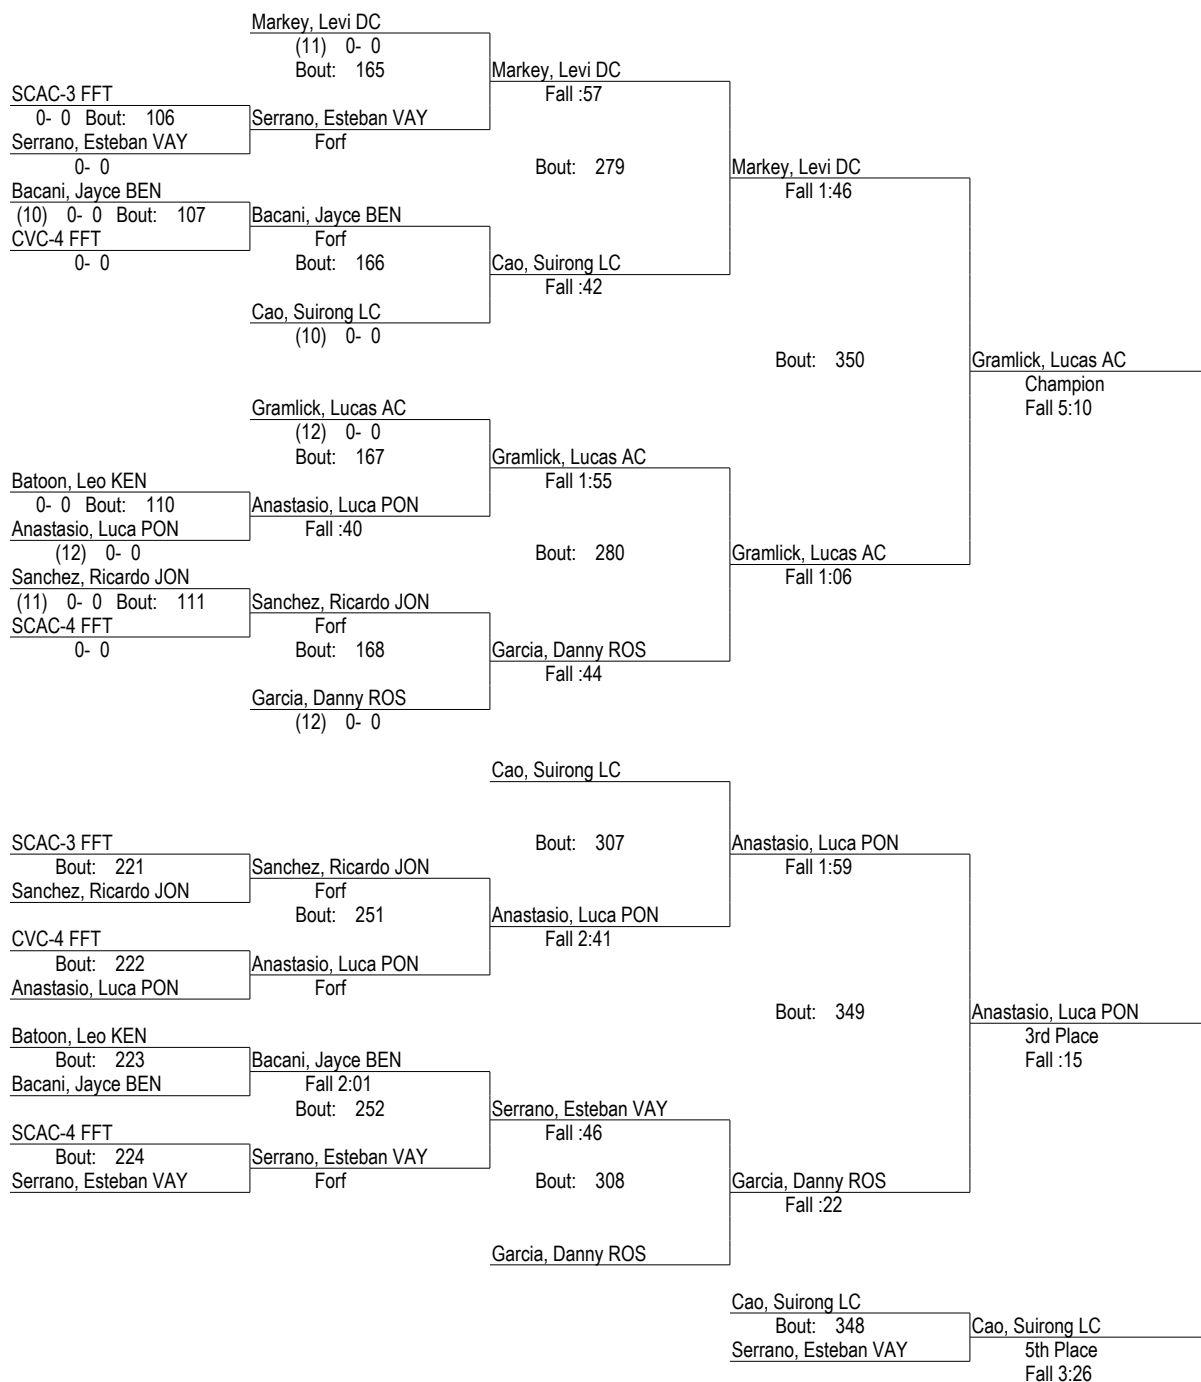 Markey, Levi DC
(11) 0- 0
Bout: 165
Markey, Levi DC
SCAC-3 FFT
Fall :57
0- 0 Bout: 106
Serrano, Esteban VAY
Serrano, Esteban VAY
Forf
0- 0
Bout: 279
Markey, Levi DC
Bacani, Jayce BEN
Fall 1:46
(10) 0- 0 Bout: 107
Bacani, Jayce BEN
CVC-4 FFT
Forf
0- 0
Bout: 166
Cao, Suirong LC
Fall :42
Cao, Suirong LC
(10) 0- 0
Bout: 350
Gramlick, Lucas AC
Champion
Gramlick, Lucas AC
Fall 5:10
(12) 0- 0
Bout: 167
Gramlick, Lucas AC
Batoon, Leo KEN
Fall 1:55
0- 0 Bout: 110
Anastasio, Luca PON
Anastasio, Luca PON
Fall :40
(12) 0- 0
Bout: 280
Gramlick, Lucas AC
Sanchez, Ricardo JON
Fall 1:06
(11) 0- 0 Bout: 111
Sanchez, Ricardo JON
SCAC-4 FFT
Forf
0- 0
Bout: 168
Garcia, Danny ROS
Fall :44
Garcia, Danny ROS
(12) 0- 0
Cao, Suirong LC
Bout: 307
SCAC-3 FFT
Anastasio, Luca PON
Bout: 221
Sanchez, Ricardo JON
Fall 1:59
Sanchez, Ricardo JON
Forf
Bout: 251
Anastasio, Luca PON
CVC-4 FFT
Fall 2:41
Bout: 222
Anastasio, Luca PON
Anastasio, Luca PON
Forf
Bout: 349
Anastasio, Luca PON
Batoon, Leo KEN
3rd Place
Bout: 223
Bacani, Jayce BEN
Fall :15
Bacani, Jayce BEN
Fall 2:01
Bout: 252
Serrano, Esteban VAY
SCAC-4 FFT
Fall :46
Bout: 224
Serrano, Esteban VAY
Serrano, Esteban VAY
Forf
Bout: 308
Garcia, Danny ROS
Fall :22
Garcia, Danny ROS
Cao, Suirong LC
Bout: 348
Cao, Suirong LC
Serrano, Esteban VAY
5th Place
Fall 3:26